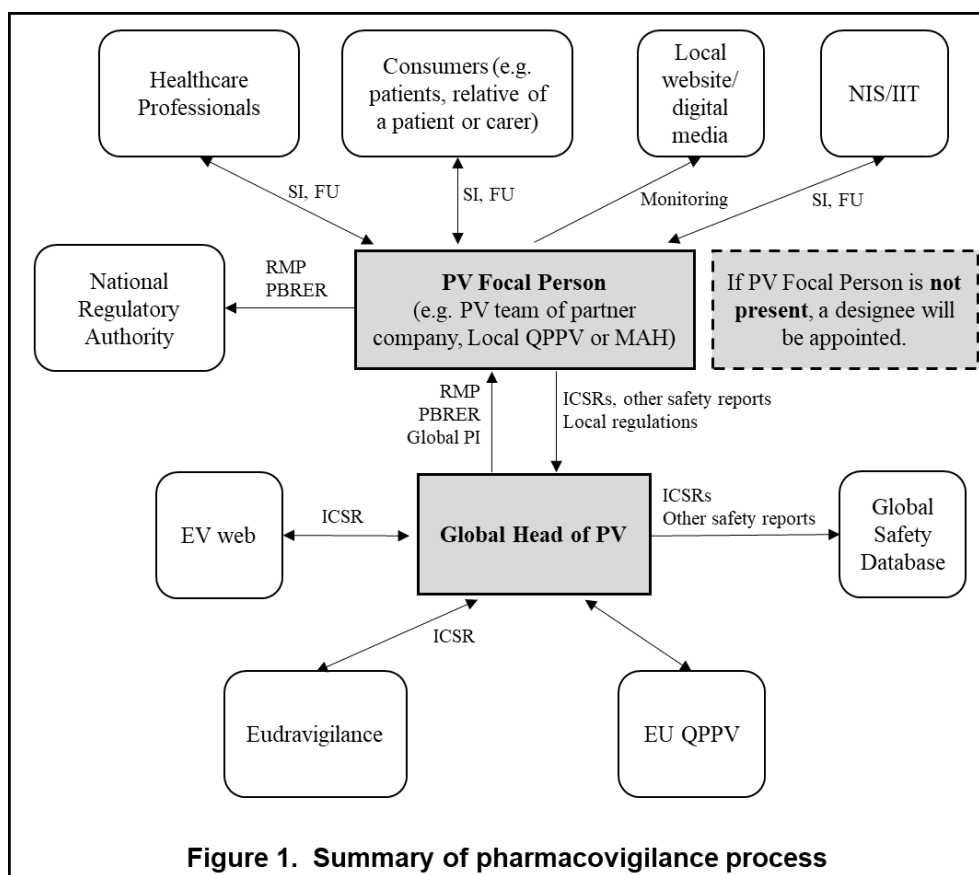 Healthcare
Professionals
Consumers (e.g.
patients, relative of
a patient or carer)
Local
website/
digital
media
NIS/IIT
SI, FU
SI, FU
Monitoring
SI, FU
National
Regulatory
Authority
RMP
PBRER
PV Focal Person
(e.g. PV team of partner
company, Local QPPV or MAH)
If PV Focal Person is not
present, a designee will
be appointed.
RMP
PBRER
Global PI
ICSRs, other safety reports
Local regulations
EV web
ICSR
Global Head of PV
ICSRs
Other safety reports
Global
Safety
Database
ICSR
Eudravigilance
EU QPPV
Figure 1. Summary of pharmacovigilance process